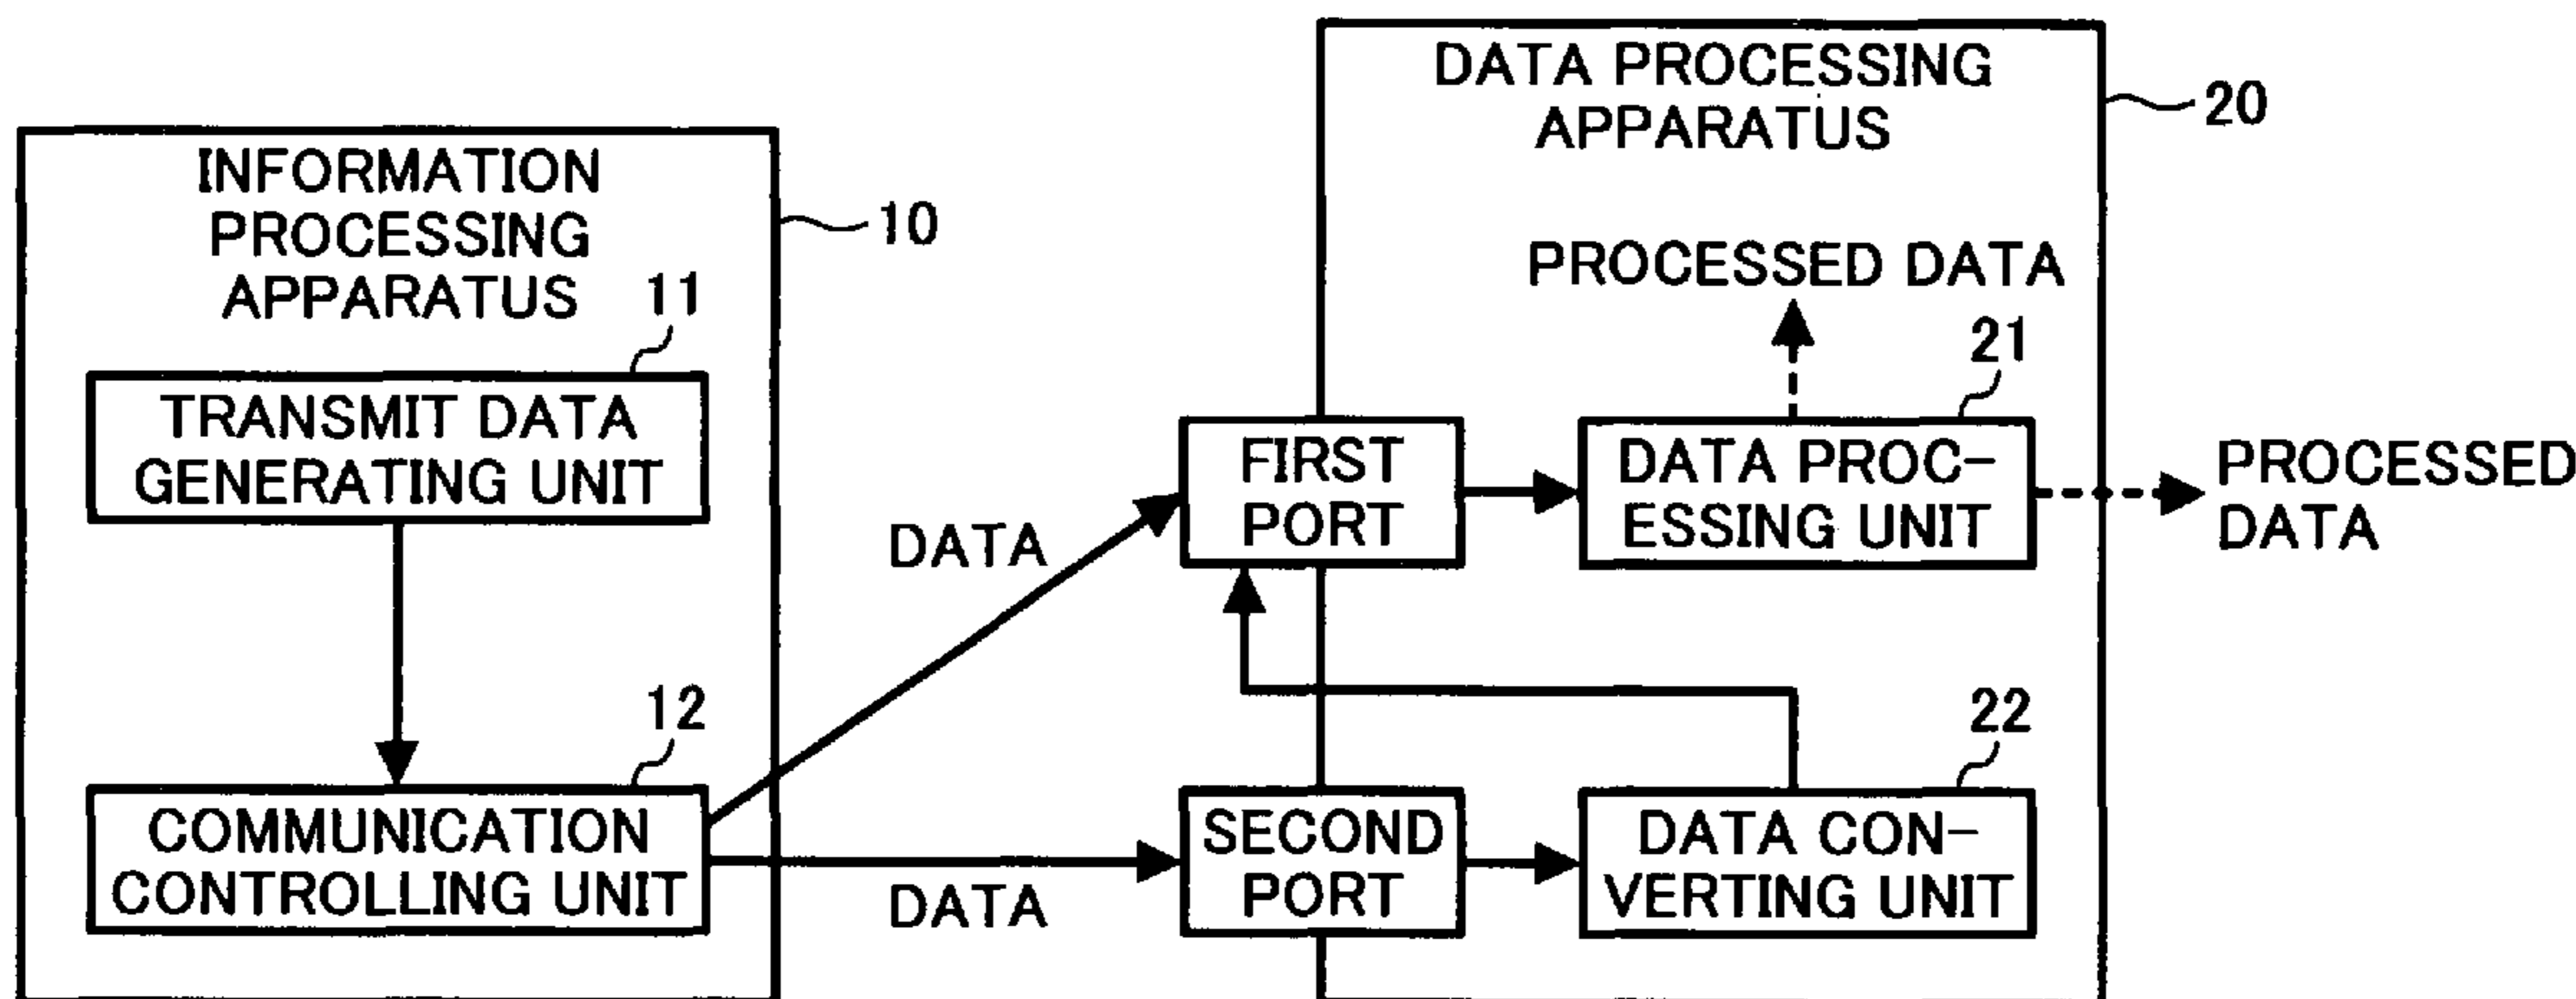 INFORMATION
PROCESSING
APPARATUS
10
11
TRANSMIT DATA
GENERATING UNIT
12
COMMUNICATION
CONTROLLING UNIT
DATA
DATA
DATA PROCESSING
APPARATUS
20
PROCESSED DATA
21
FIRST
PORT
DATA PROC-
ESSING UNIT
PROCESSED
DATA
22
SECOND
PORT
DATA CON-
VERTING UNIT